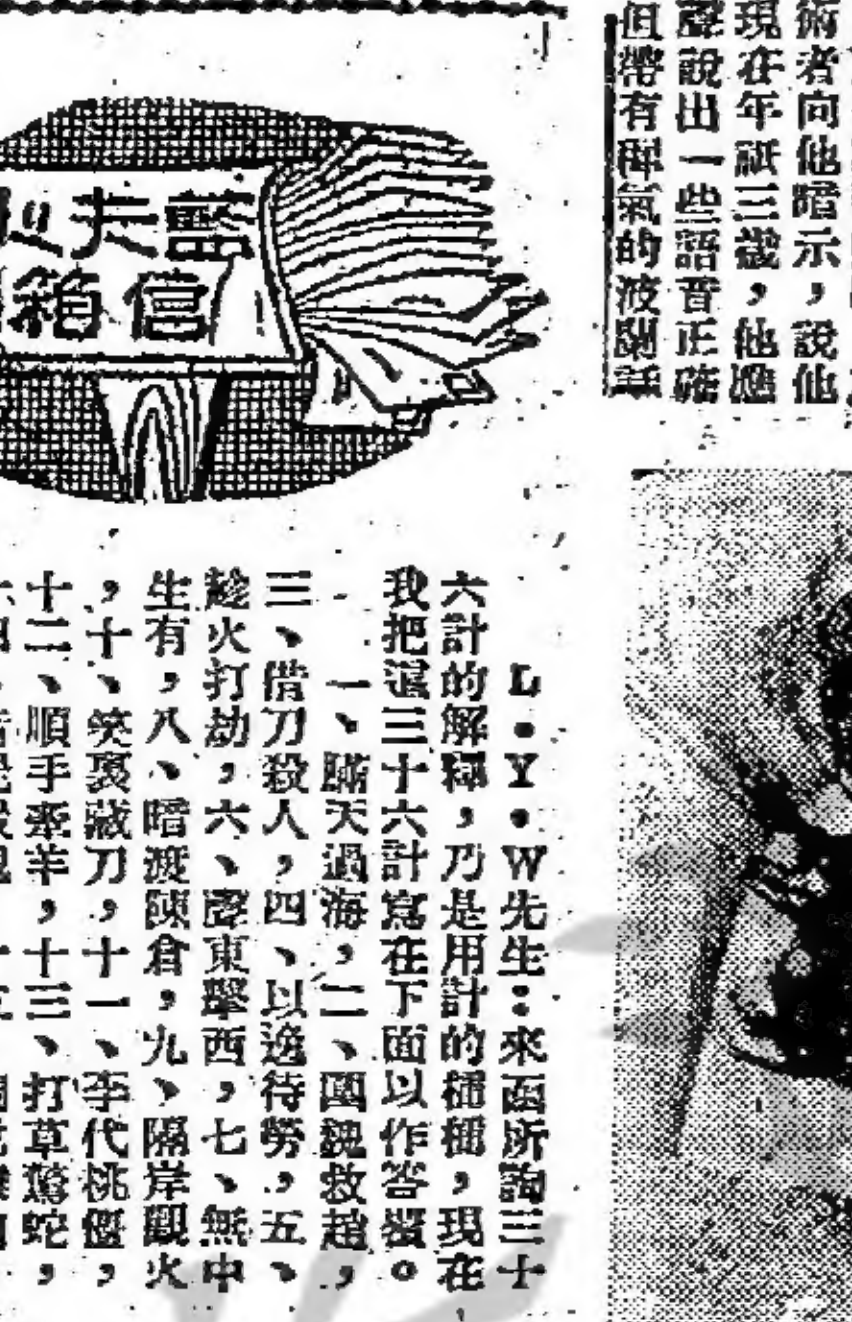 術者向他暗示，說他
現在年祇三歲，他應
聲說出一些語音正確
但帶有稺氣的波蘭話
藍夫
信箱
L・Y・W先生：來函所詢三十
六計的解釋，乃是用計的種種，現在
我把這三十六計寫在下面以作答覆。
一、瞞天過海，二、圍魏救趙，
三、借刀殺人，四、以逸待勞，五、
趁火打劫，六、聲東擊西，七、無中
生有，八、暗渡陳倉，九、隔岸觀火
，十、笑裏藏刀，十一、李代桃僵，
十二、順手牽羊，十三、打草驚蛇，